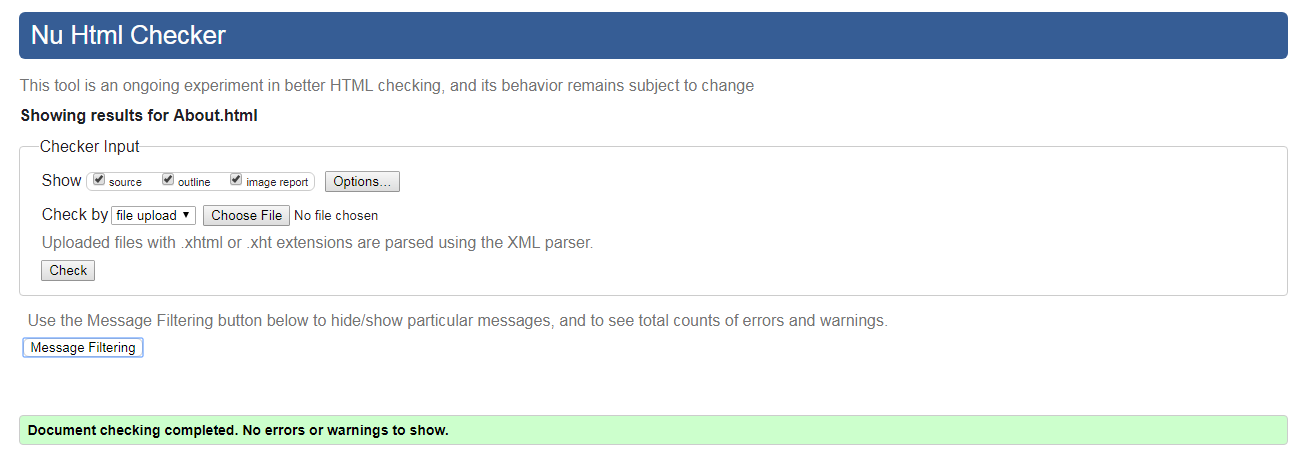 Nu Html Checker
This tool is an ongoing experiment in better HTML checking, and its behavior remains subject to change
Showing results for About.html
Checker Input
Show source outline image report Options...
Check by file upload Choose File No file chosen
Uploaded files with .xhtml or .xht extensions are parsed using the XML parser.
Check
Use the Message Filtering button below to hide/show particular messages, and to see total counts of errors and warnings.
Message Filtering
Document checking completed. No errors or warnings to show.